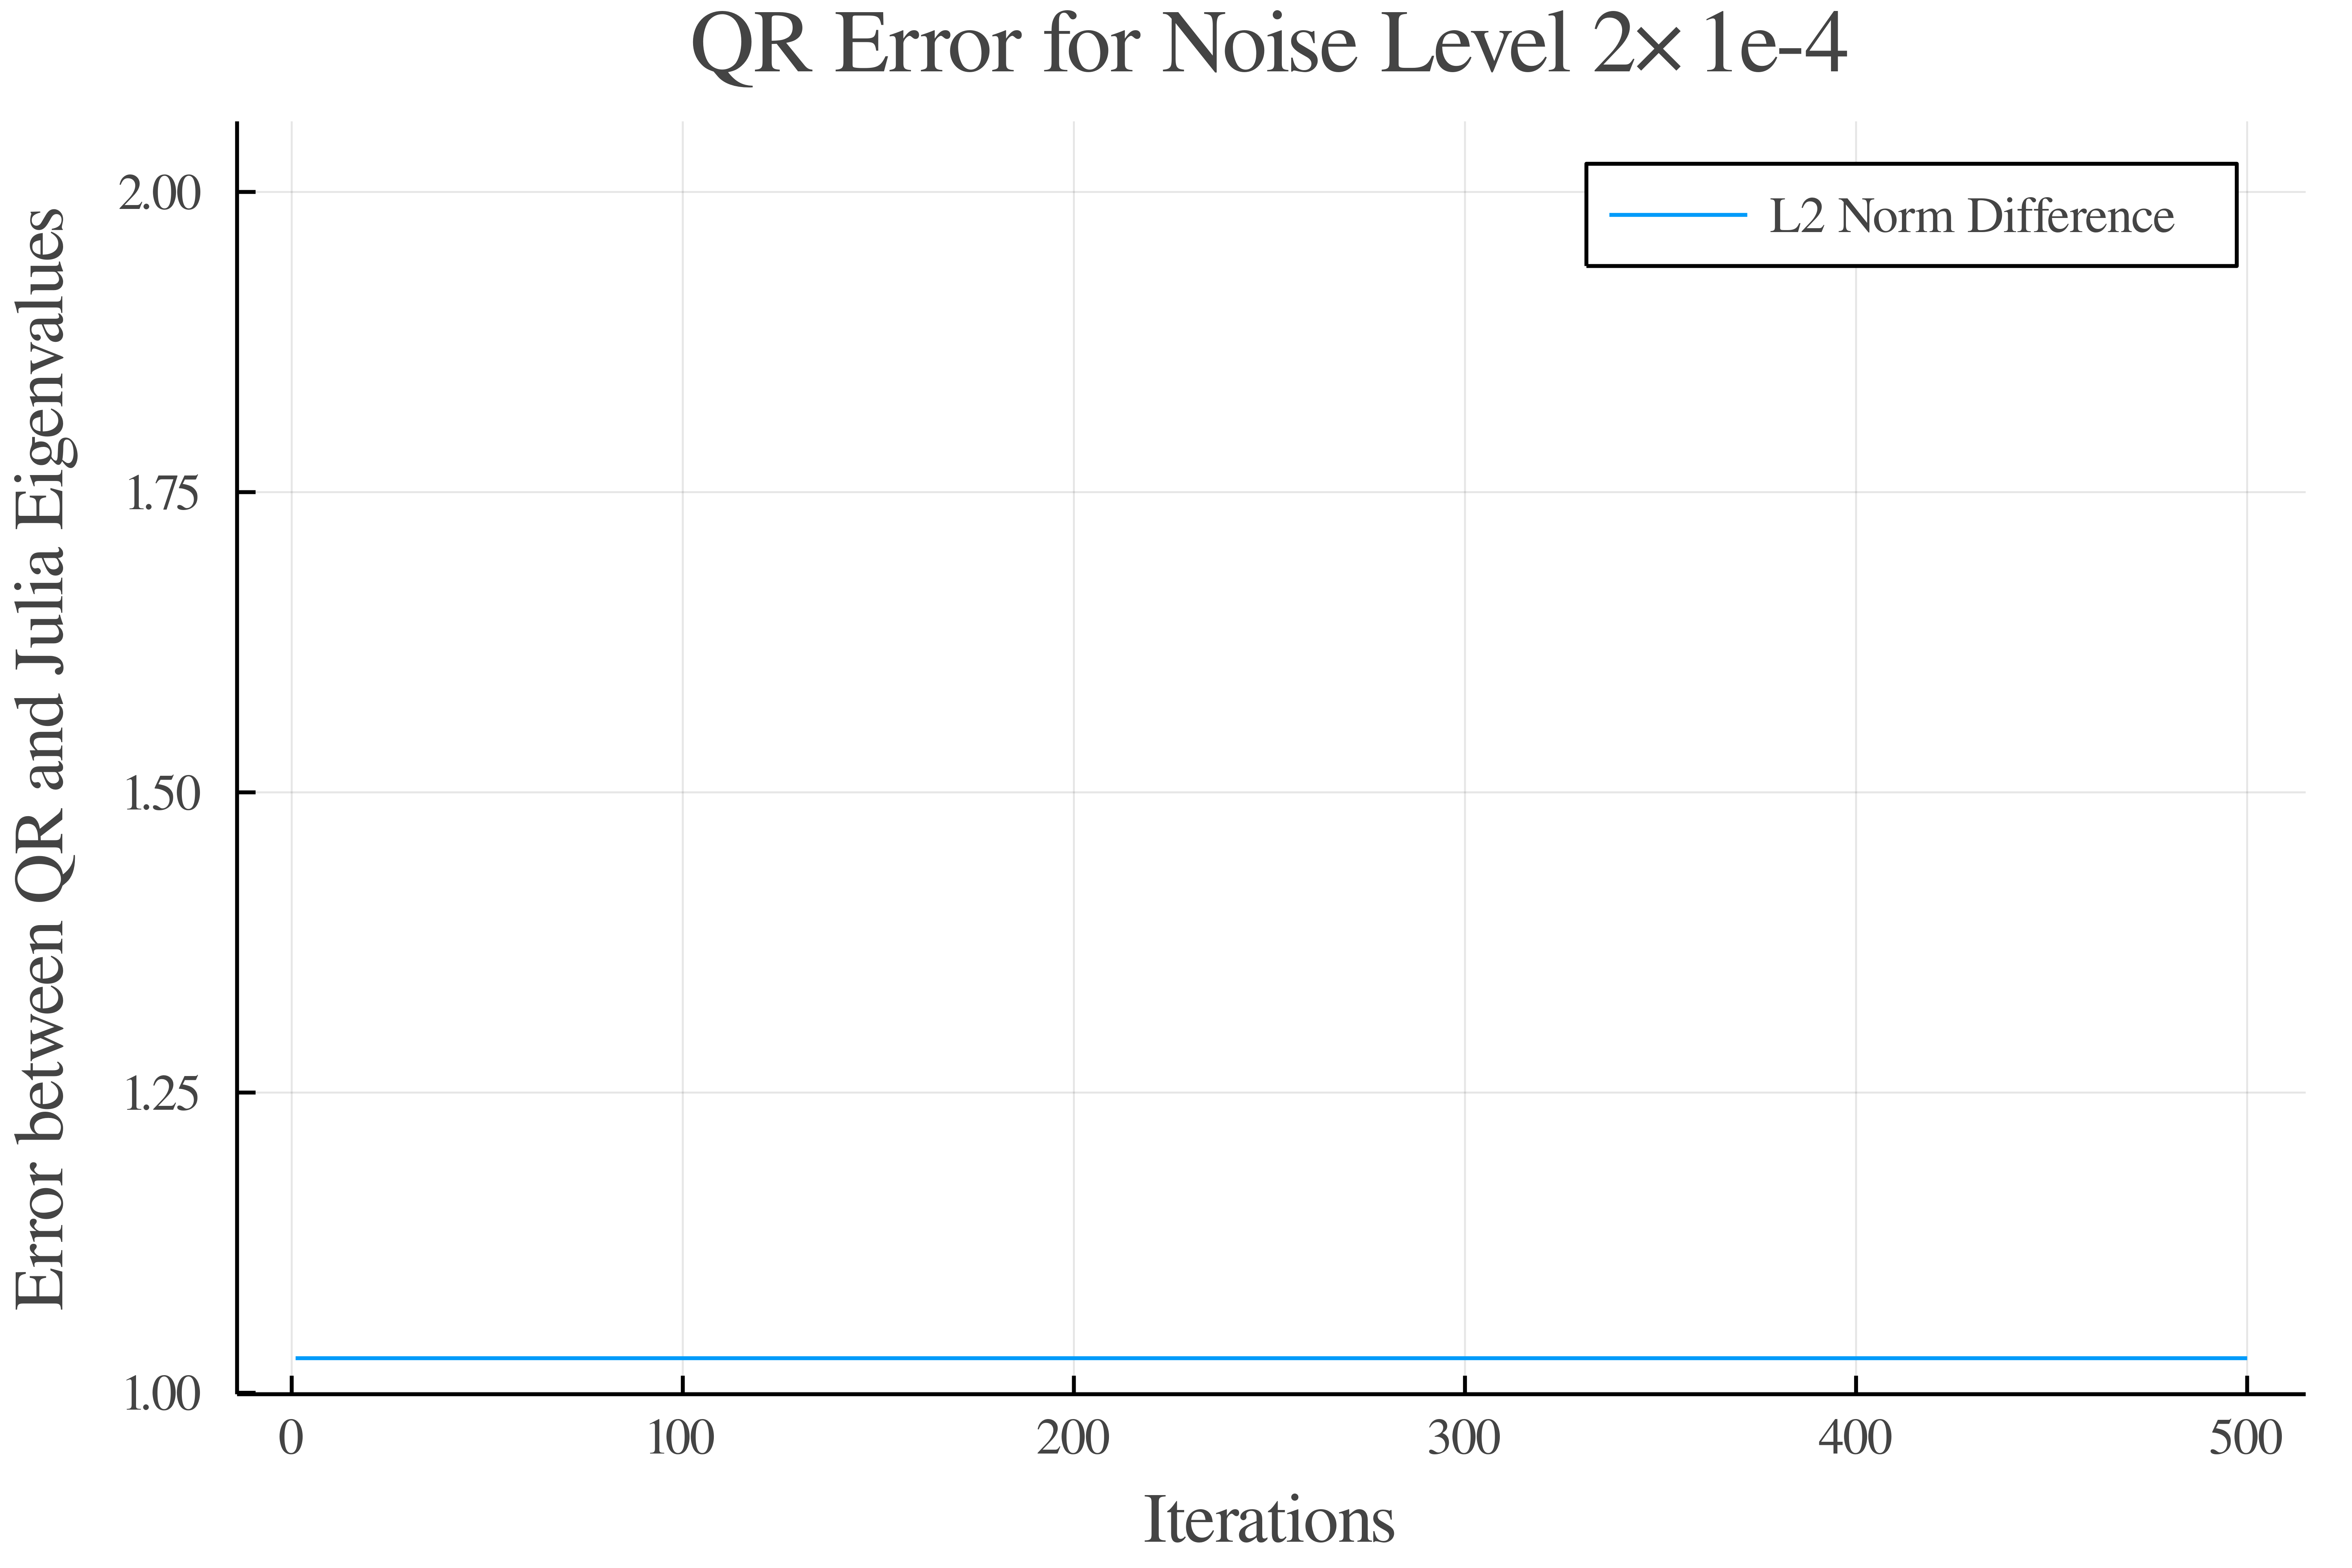 QR Error for Noise Level 2× 1e-4
Error between QR and Julia Eigenvalues
2.00
1.75
1.50
1.25
1.00
L2 Norm Difference
0 100 200 300 400 500
Iterations